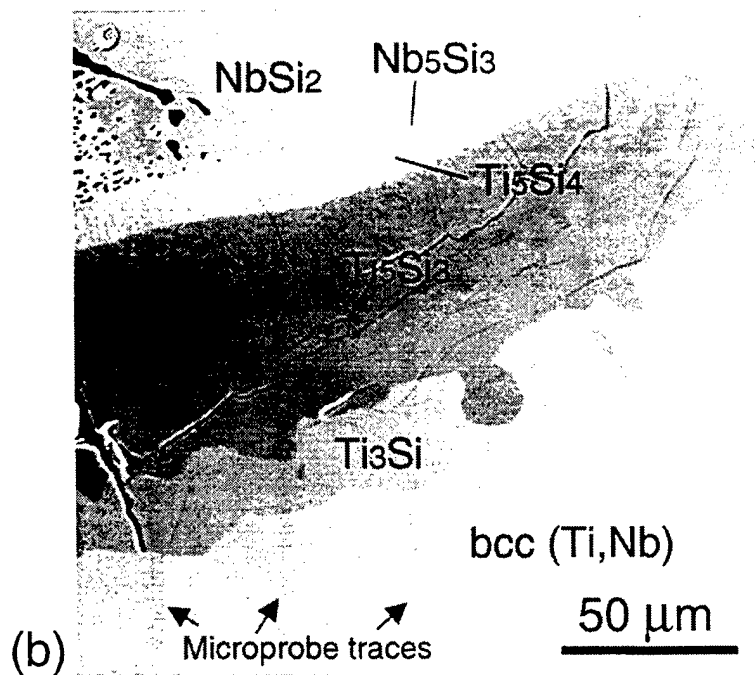 NbSi2
Nb5Si3
Ti5Si4
Ti5Si3
Ti3Si
bcc (Ti,Nb)
50 μm
Microprobe traces
(b)